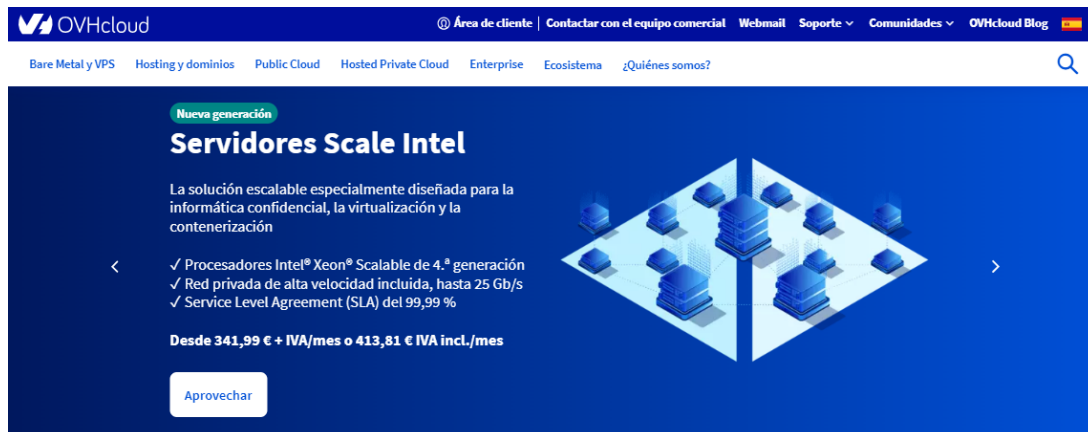 OVHcloud
Área de cliente | Contactar con el equipo comercial Webmail Soporte Comunidades OVHcloud Blog
Bare Metal y VPS Hosting y dominios Public Cloud Hosted Private Cloud Enterprise Ecosistema ¿Quiénes somos?
Nueva generación
Servidores Scale Intel
La solución escalable especialmente diseñada para la
informática confidencial, la virtualización y la
contenerización
✓ Procesadores Intel® Xeon® Scalable de 4.ª generación
✓ Red privada de alta velocidad incluida, hasta 25 Gb/s
✓ Service Level Agreement (SLA) del 99,99 %
Desde 341,99 € + IVA/mes o 413,81 € IVA incl./mes
Aprovechar